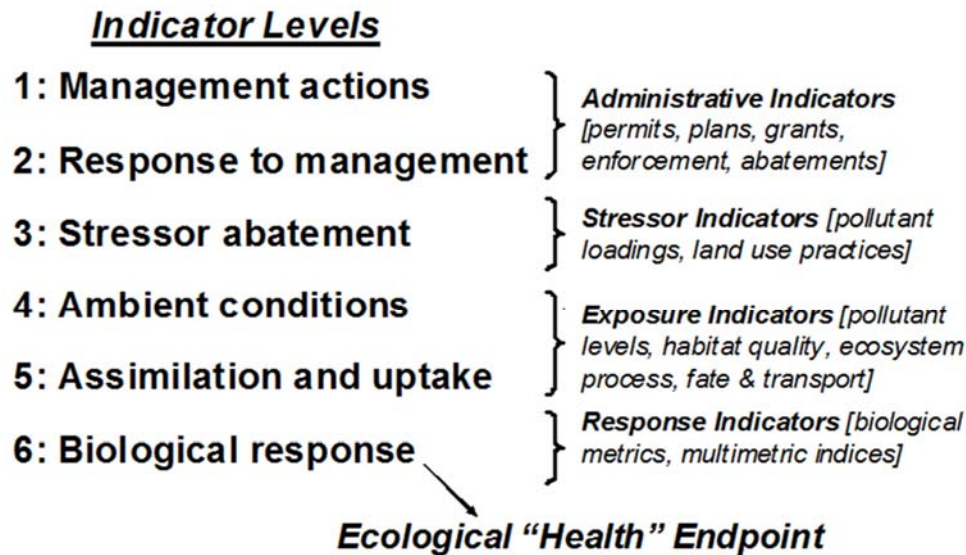 Indicator Levels
1: Management actions
2: Response to management
Administrative Indicators
[permits, plans, grants,
enforcement, abatements]
3: Stressor abatement
Stressor Indicators [pollutant
loadings, land use practices]
4: Ambient conditions
5: Assimilation and uptake
Exposure Indicators [pollutant
levels, habitat quality, ecosystem
process, fate & transport]
6: Biological response
Response Indicators [biological
metrics, multimetric indices]
Ecological “Health” Endpoint